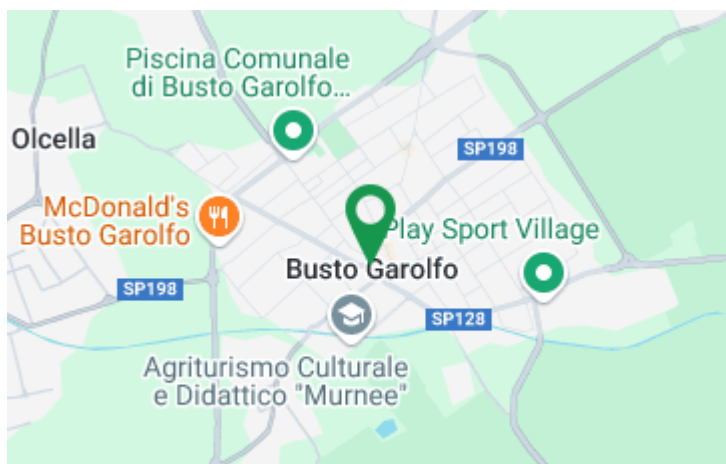 Piscina Comunale
di Busto Garolfo...
Olcella
SP198
McDonald's
Busto Garolfo
Play Sport Village
Busto Garolfo
SP198
SP128
Agriturismo Culturale
e Didattico "Murnee"